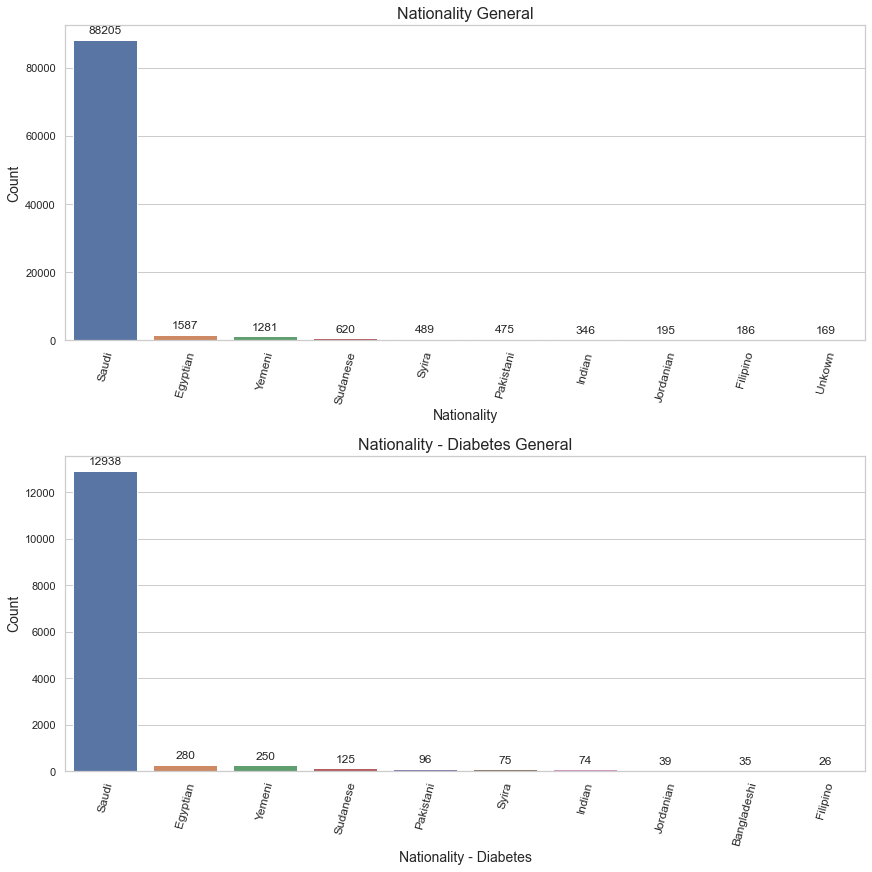 Nationality General
88205
80000
60000
Count
40000
20000
1587
1281
620
489
475
346
195
186
169
0
Saudi
Egyptian
Yemeni
Sudanese
Syira
Pakistani
Indian
Jordanian
Filipino
Unkown
Nationality
Nationality - Diabetes General
12938
12000
10000
8000
Count
6000
4000
2000
280
250
125
96
75
74
39
35
26
0
Saudi
Egyptian
Yemeni
Sudanese
Pakistani
Syira
Indian
Jordanian
Bangladeshi
Filipino
Nationality - Diabetes